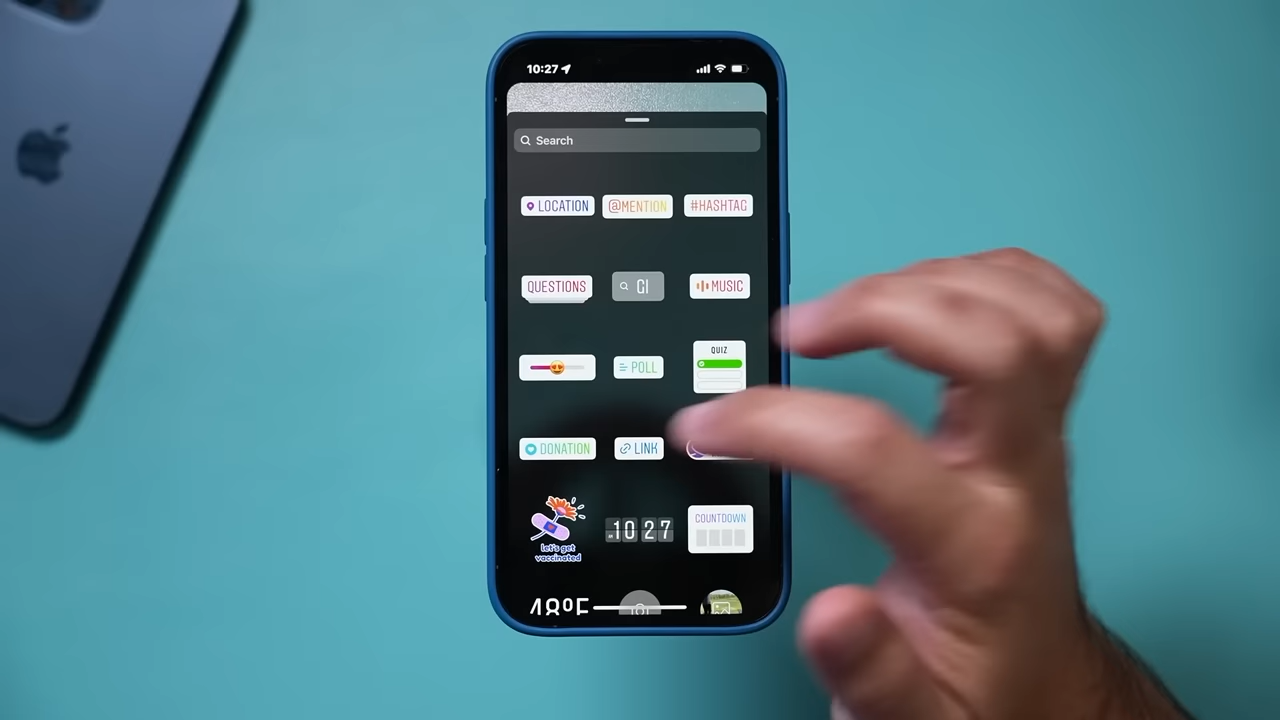 10:27
Search
LOCATION @MENTION #HASHTAG
QUESTIONS GI MUSIC
POLL QUIZ
DONATION LINK
let's get
vaccinated
10 27
COUNTDOWN
48°F